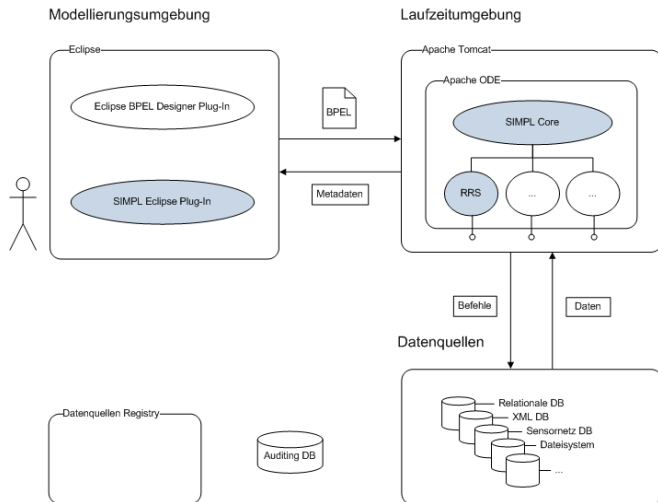 Modellierungsumgebung
Laufzeitumgebung
Eclipse
Apache Tomcat
Eclipse BPEL Designer Plug-In
BPEL
Apache ODE
SIMPL Core
SIMPL Eclipse Plug-In
Metadaten
RRS
...
...
Befehle
Daten
Datenquellen
Datenquellen Registry
Auditing DB
Relationale DB
XML DB
Sensornetz DB
Dateisystem
...